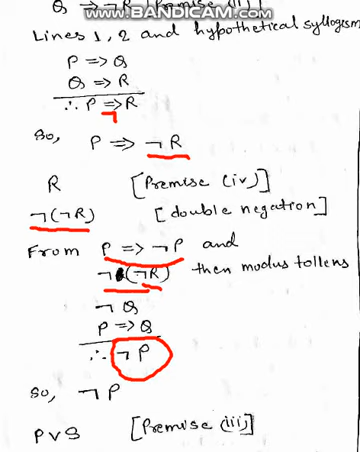 Q => ¬R [Premise (ii)]
WWW.BANDICAM.COM
Lines 1, 2 and hypothetical syllogism
P => Q
Q => R
∴ P => R
¬
So, P => ¬R
R [Premise (iv)]
¬(¬R) [double negation]
From P => ¬P and
¬(¬R) then modus tollens
¬Q
P => Q
∴ ¬P
So, ¬P
P∨S [Premise (iii)]